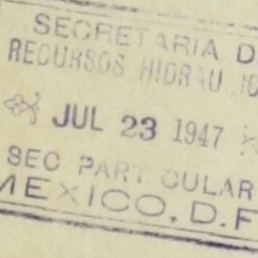 SECRETARIA D
RECURSOS HIDRAU
JUL 23 1947
SEC PARTICULAR
MEXICO, D.F